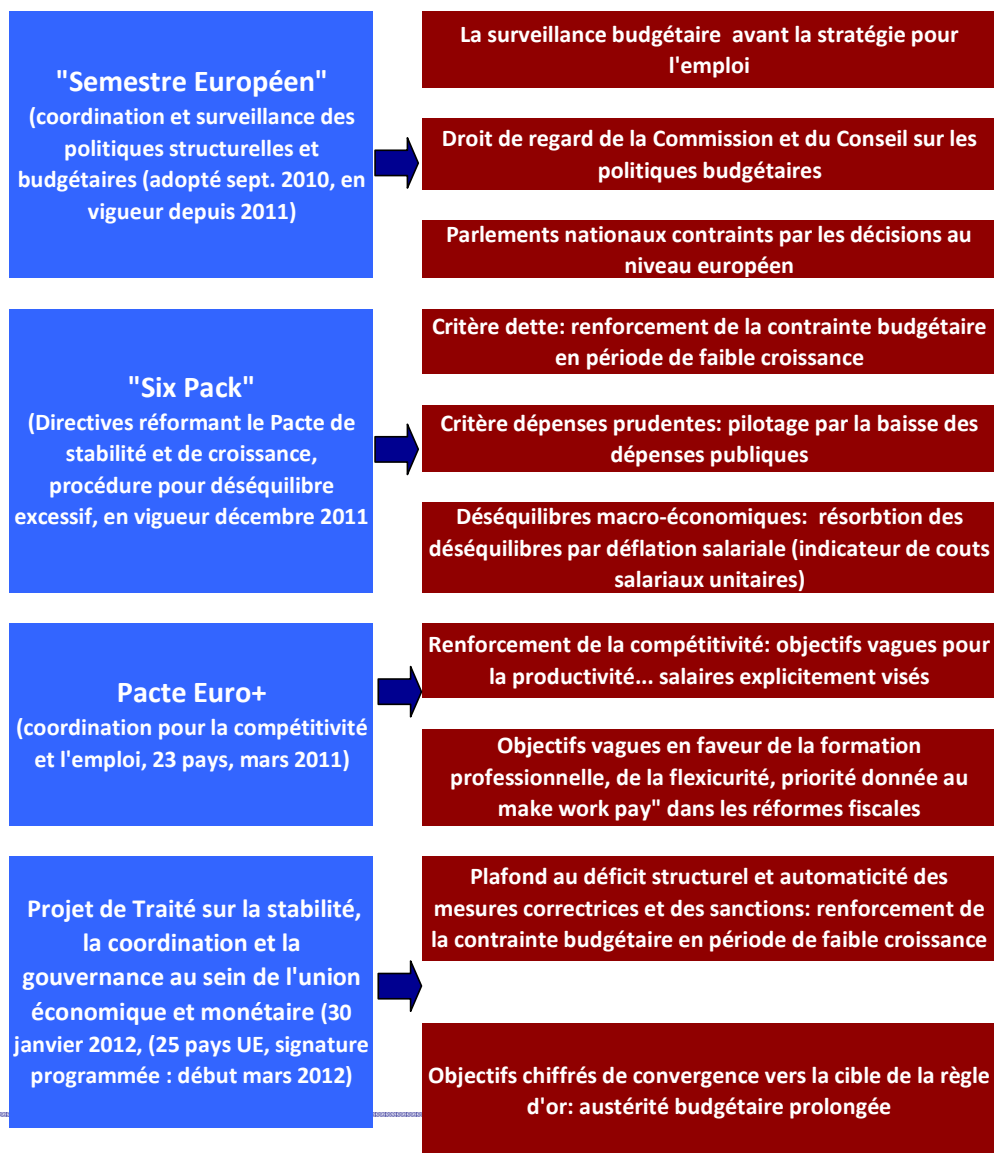 "Semestre Européen"
(coordination et surveillance des
politiques structurelles et
budgétaires (adopté sept. 2010, en
vigueur depuis 2011)
La surveillance budgétaire avant la stratégie pour
l'emploi
Droit de regard de la Commission et du Conseil sur les
politiques budgétaires
Parlements nationaux contraints par les décisions au
niveau européen
"Six Pack"
(Directives réformant le Pacte de
stabilité et de croissance,
procédure pour déséquilibre
excessif, en vigueur décembre 2011
Critère dette: renforcement de la contrainte budgétaire
en période de faible croissance
Critère dépenses prudentes: pilotage par la baisse des
dépenses publiques
Déséquilibres macro-économiques: résorbtion des
déséquilibres par déflation salariale (indicateur de couts
salariaux unitaires)
Pacte Euro+
(coordination pour la compétitivité
et l'emploi, 23 pays, mars 2011)
Renforcement de la compétitivité: objectifs vagues pour
la productivité... salaires explicitement visés
Objectifs vagues en faveur de la formation
professionnelle, de la flexicurité, priorité donnée au
make work pay" dans les réformes fiscales
Projet de Traité sur la stabilité,
la coordination et la
gouvernance au sein de l'union
économique et monétaire (30
janvier 2012, (25 pays UE, signature
programmée : début mars 2012)
Plafond au déficit structurel et automaticité des
mesures correctrices et des sanctions: renforcement de
la contrainte budgétaire en période de faible croissance
Objectifs chiffrés de convergence vers la cible de la règle
d'or: austérité budgétaire prolongée